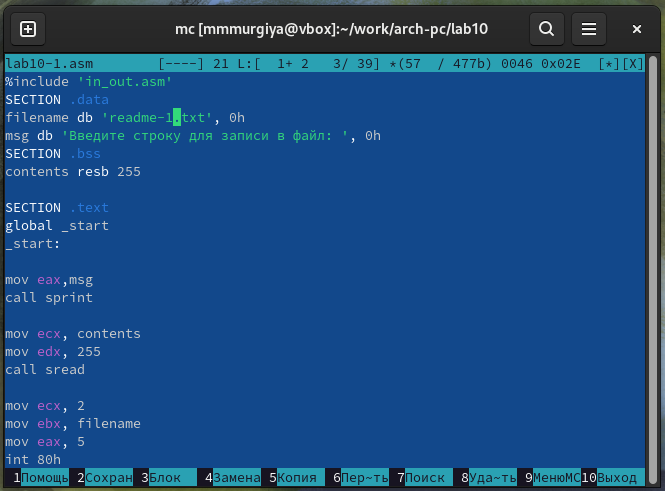 mc [mmmurgiya@vbox]:~/work/arch-pc/lab10
lab10-1.asm [----] 21 L:[ 1+ 2 3/ 39] *(57 / 477b) 0046 0x02E [*][X]
%include 'in_out.asm'
SECTION .data
filename db 'readme-1.txt', 0h
msg db 'Введите строку для записи в файл: ', 0h
SECTION .bss
contents resb 255
SECTION .text
global _start
_start:
mov eax,msg
call sprint
mov ecx, contents
mov edx, 255
call sread
mov ecx, 2
mov ebx, filename
mov eax, 5
int 80h
1Помощь 2Сохран 3Блок 4Замена 5Копия 6Пер~ть 7Поиск 8Уда~ть 9МенюMC 10Выход